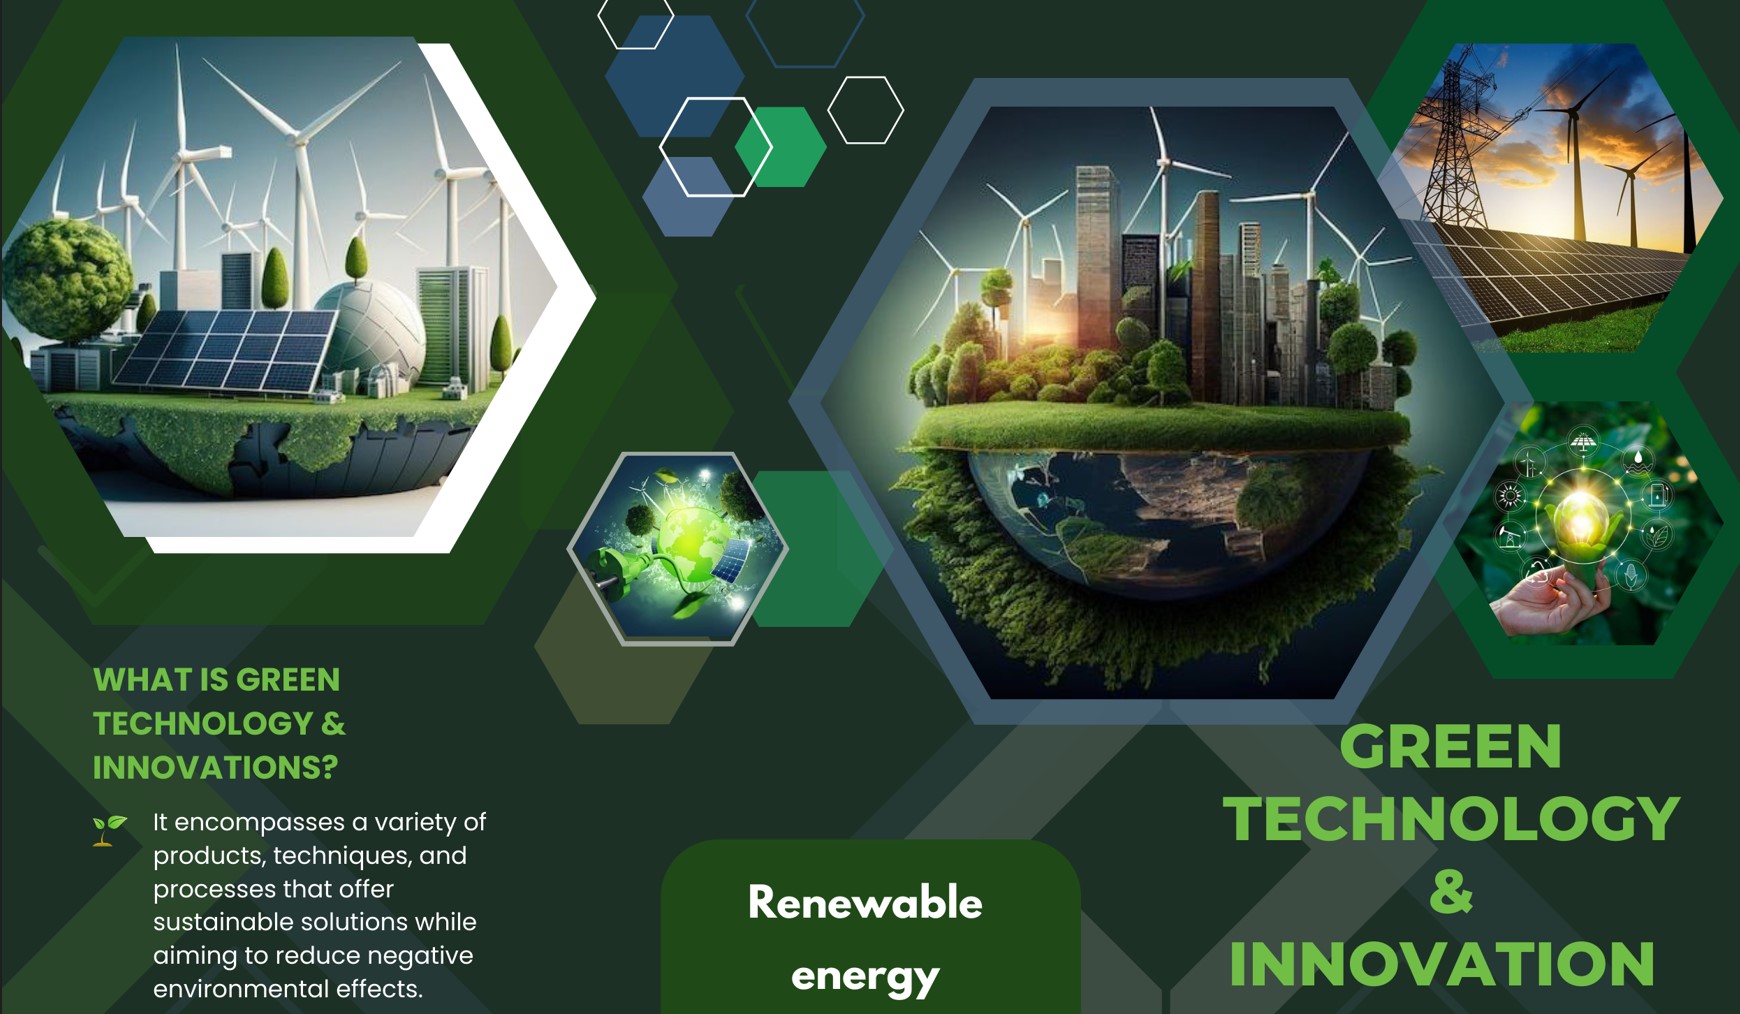 WHAT IS GREEN
TECHNOLOGY &
INNOVATIONS?
It encompasses a variety of
products, techniques, and
processes that offer
sustainable solutions while
aiming to reduce negative
environmental effects.
Renewable
energy
GREEN
TECHNOLOGY
&
INNOVATION